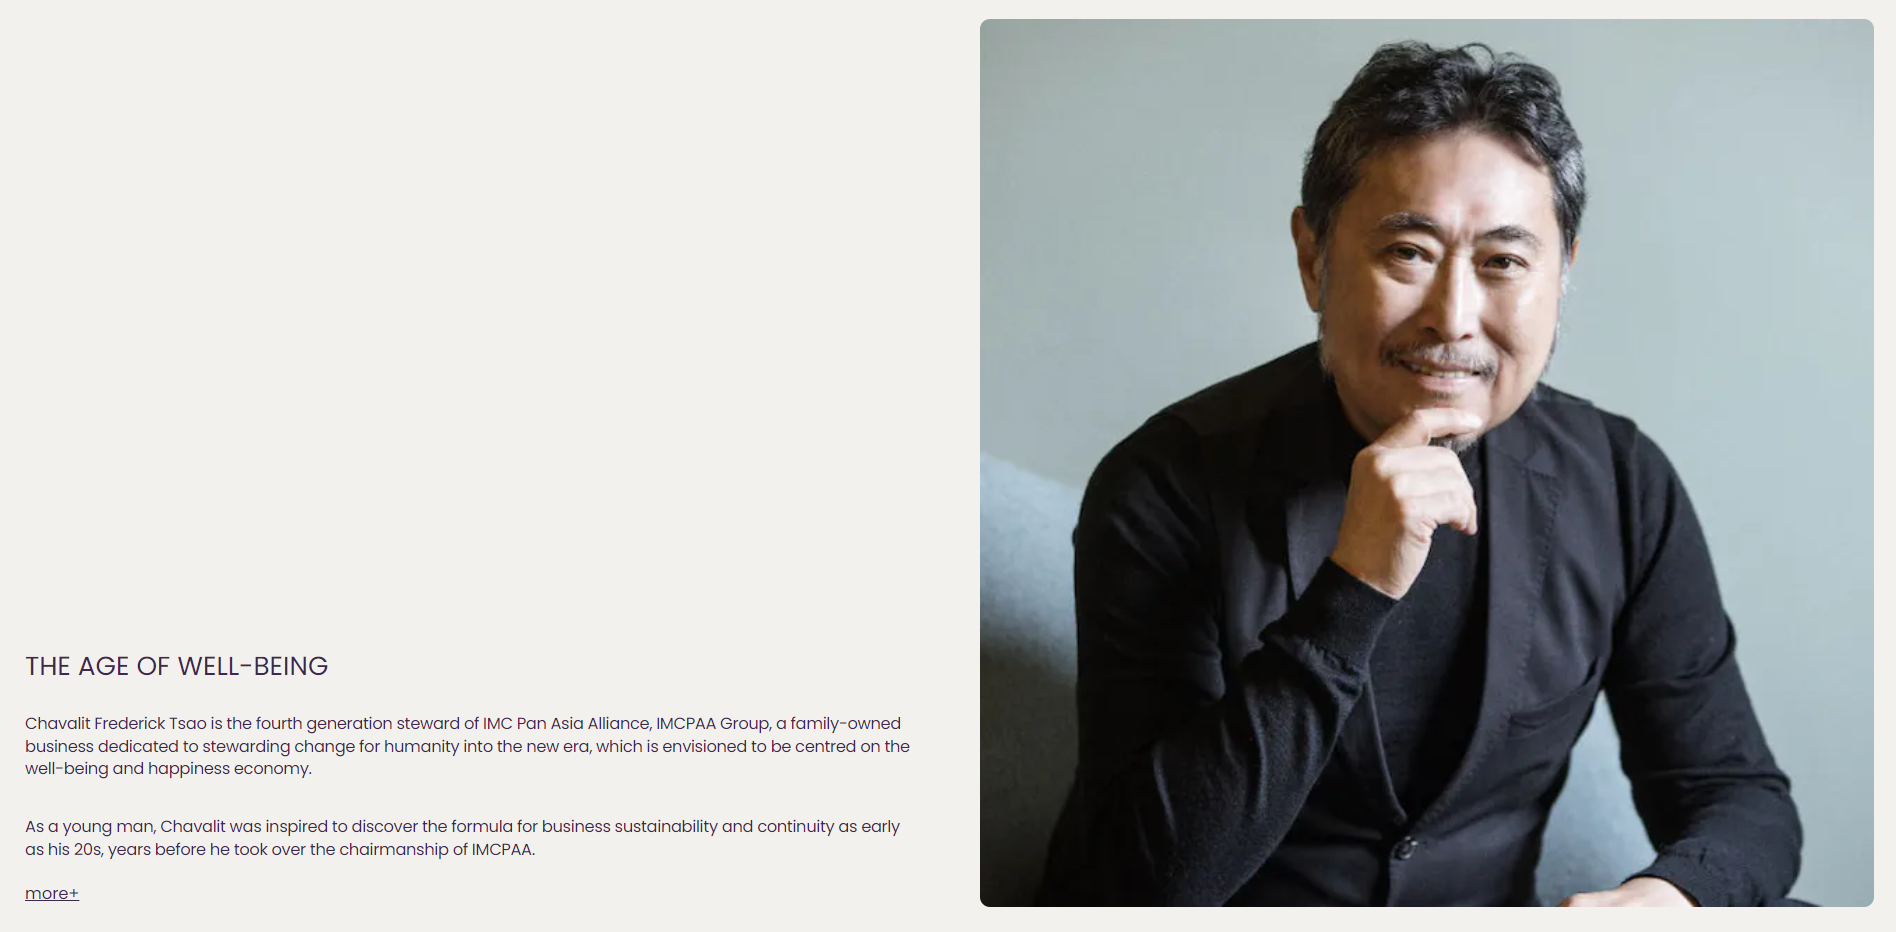 THE AGE OF WELL-BEING
Chavalit Frederick Tsao is the fourth generation steward of IMC Pan Asia Alliance, IMCPAA Group, a family-owned
business dedicated to stewarding change for humanity into the new era, which is envisioned to be centred on the
well-being and happiness economy.
As a young man, Chavalit was inspired to discover the formula for business sustainability and continuity as early
as his 20s, years before he took over the chairmanship of IMCPAA.
more+